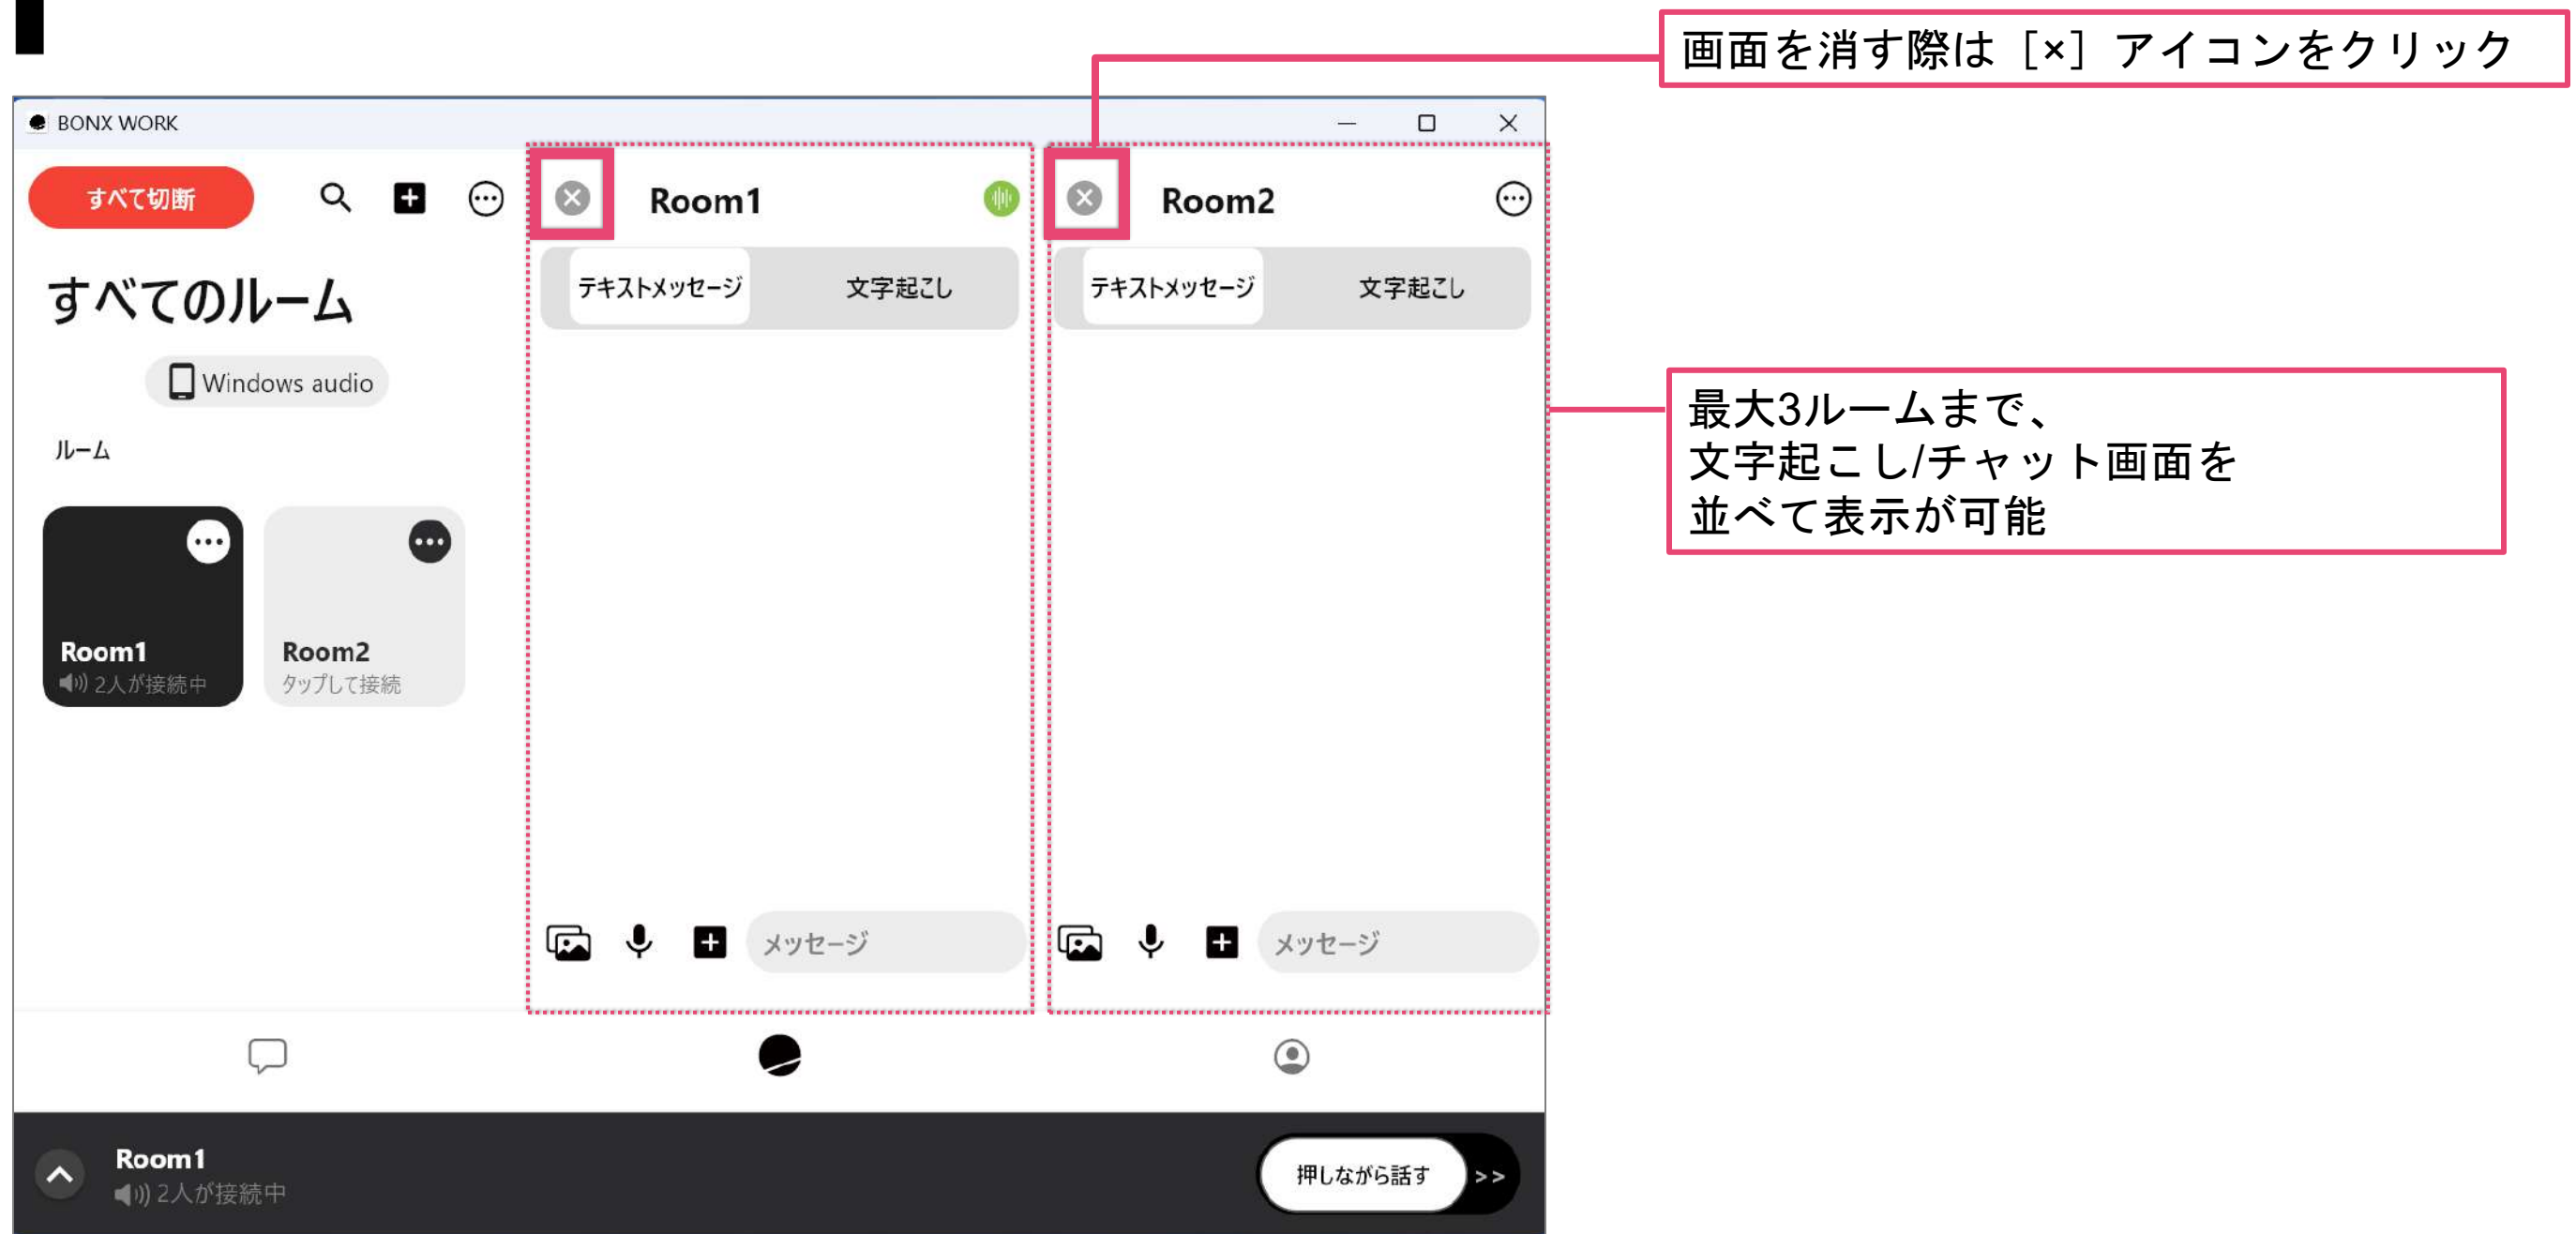 画面を消す際は［×］アイコンをクリック
BONX WORK
すべて切断
Room1
Room2
テキストメッセージ
文字起こし
テキストメッセージ
文字起こし
すべてのルーム
Windows audio
ルーム
最大3ルームまで、
文字起こし/チャット画面を
並べて表示が可能
Room1
2人が接続中
Room2
タップして接続
メッセージ
メッセージ
Room1
2人が接続中
押しながら話す
>>